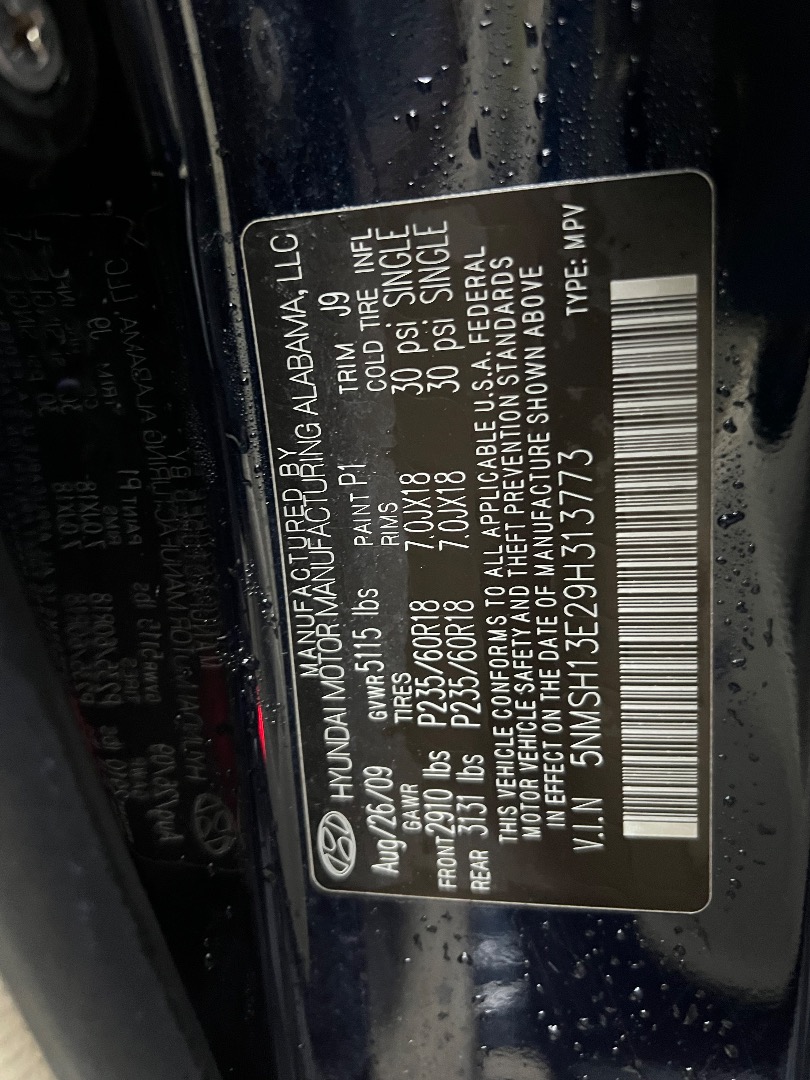 MANUFACTURED BY
HYUNDAI MOTOR MANUFACTURING ALABAMA, LLC
Aug/26/09 GVWR 5115 lbs PAINT P1 TRIM J9
GAWR TIRES RIMS COLD TIRE INFL
FRONT 2910 lbs P235/60R18 7.0JX18 30 psi SINGLE
REAR 3131 lbs P235/60R18 7.0JX18 30 psi SINGLE
THIS VEHICLE CONFORMS TO ALL APPLICABLE U.S.A. FEDERAL
MOTOR VEHICLE SAFETY AND THEFT PREVENTION STANDARDS
IN EFFECT ON THE DATE OF MANUFACTURE SHOWN ABOVE
V.I.N 5NMSH13E29H313773 TYPE: MPV